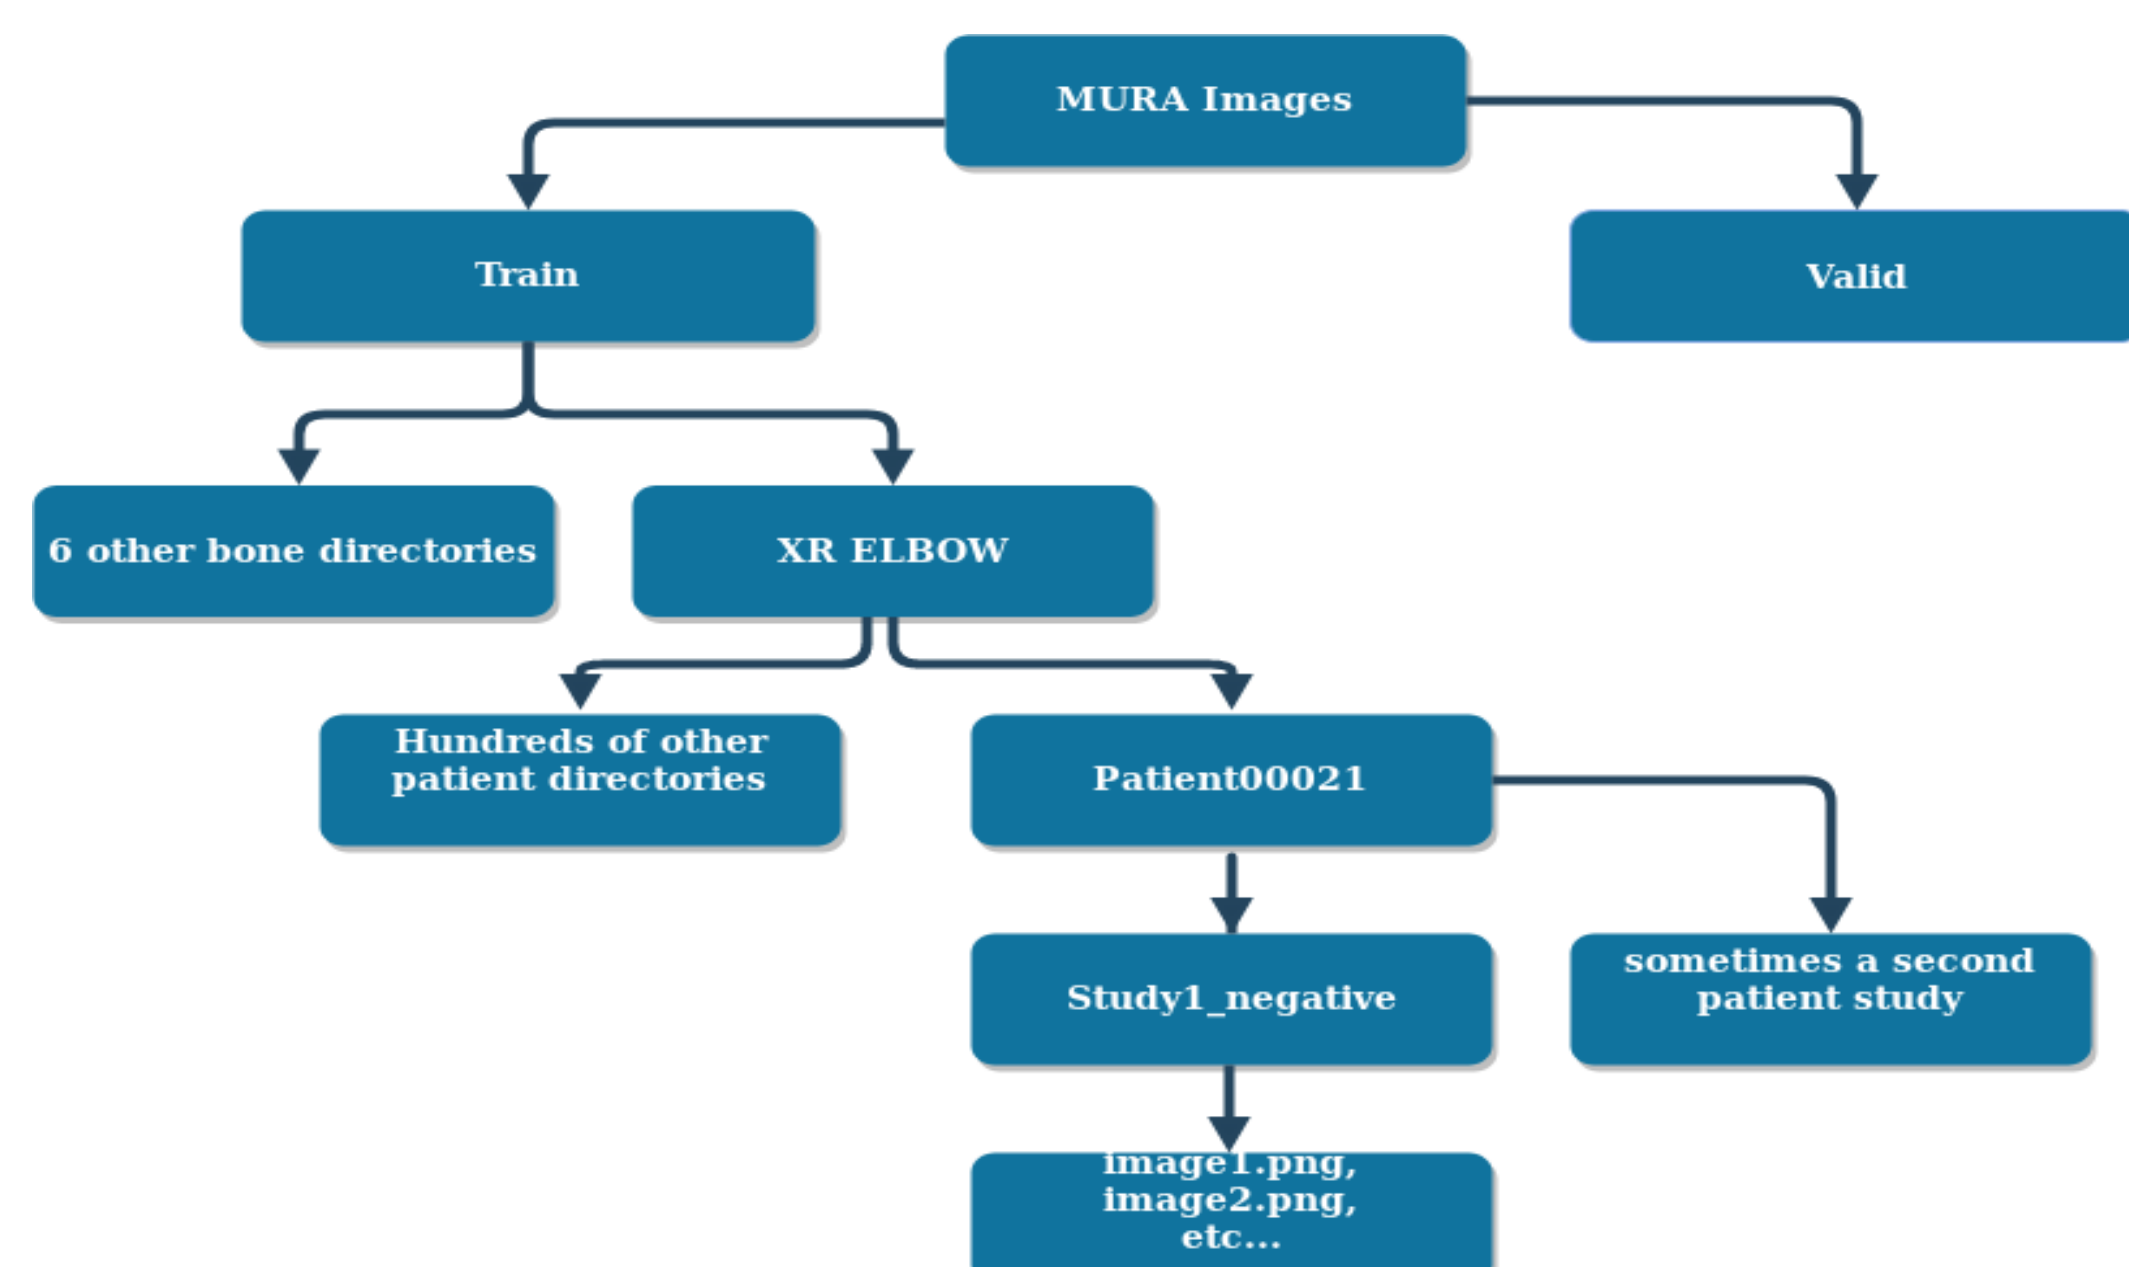 MURA Images
Train
Valid
6 other bone directories
XR ELBOW
Hundreds of other
patient directories
Patient00021
Study1_negative
sometimes a second
patient study
image1.png,
image2.png,
etc...